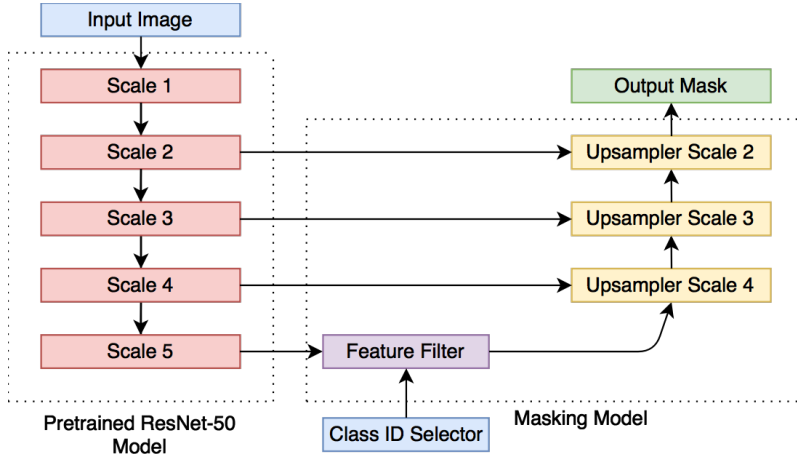 Input Image
Scale 1
Output Mask
Scale 2
Upsampler Scale 2
Scale 3
Upsampler Scale 3
Scale 4
Upsampler Scale 4
Scale 5
Feature Filter
Pretrained ResNet-50
Model
Masking Model
Class ID Selector